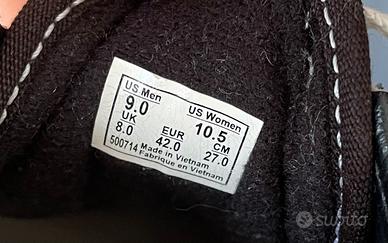 US Men US Women
9.0 10.5
UK EUR CM
8.0 42.0 27.0
500714 Made in Vietnam
Fabrique en Vietnam
subito